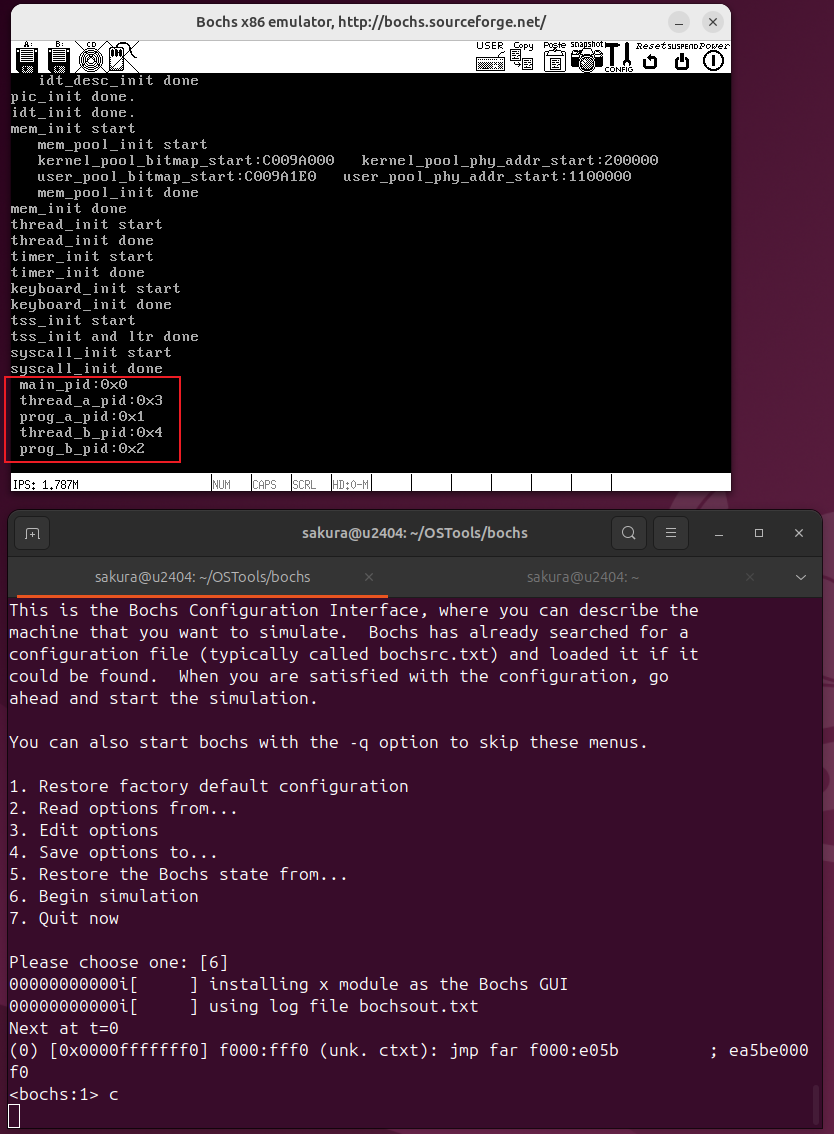 Bochs x86 emulator, http://bochs.sourceforge.net/
A: B: CD USER Copy Paste snapshot CONFIG Reset SUSPEND Power
idt_desc_init done
pic_init done.
idt_init done.
mem_init start
mem_pool_init start
kernel_pool_bitmap_start:C009A000 kernel_pool_phy_addr_start:200000
user_pool_bitmap_start:C009A1E0 user_pool_phy_addr_start:1100000
mem_pool_init done
mem_init done
thread_init start
thread_init done
timer_init start
timer_init done
keyboard_init start
keyboard_init done
tss_init start
tss_init and ltr done
syscall_init start
syscall_init done
main_pid:0x0
thread_a_pid:0x3
prog_a_pid:0x1
thread_b_pid:0x4
prog_b_pid:0x2
IPS: 1.787M NUM CAPS SCRL HD:0-M
sakura@u2404: ~/OSTools/bochs
sakura@u2404: ~/OSTools/bochs sakura@u2404: ~
This is the Bochs Configuration Interface, where you can describe the
machine that you want to simulate.  Bochs has already searched for a
configuration file (typically called bochsrc.txt) and loaded it if it
could be found.  When you are satisfied with the configuration, go
ahead and start the simulation.
You can also start bochs with the -q option to skip these menus.
1. Restore factory default configuration
2. Read options from...
3. Edit options
4. Save options to...
5. Restore the Bochs state from...
6. Begin simulation
7. Quit now
Please choose one: [6]
00000000000i[      ] installing x module as the Bochs GUI
00000000000i[      ] using log file bochsout.txt
Next at t=0
(0) [0x0000fffffff0] f000:fff0 (unk. ctxt): jmp far f000:e05b         ; ea5be000
f0
<bochs:1> c